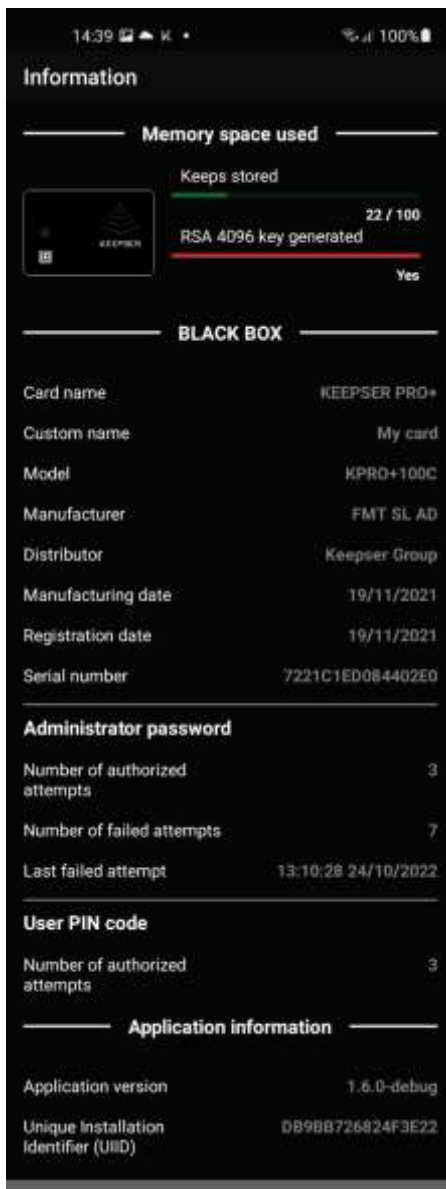 14:39 K • 100%
Information
Memory space used
Keeps stored
22 / 100
KEEPSER
RSA 4096 key generated
Yes
BLACK BOX
Card name KEEPSER PRO+
Custom name My card
Model KPRO+100C
Manufacturer FMT SL AD
Distributor Keepser Group
Manufacturing date 19/11/2021
Registration date 19/11/2021
Serial number 7221C1ED084402E0
Administrator password
Number of authorized 3
attempts
Number of failed attempts 7
Last failed attempt 13:10:28 24/10/2022
User PIN code
Number of authorized 3
attempts
Application information
Application version 1.6.0-debug
Unique Installation DB9BB726824F3E22
Identifier (UIID)